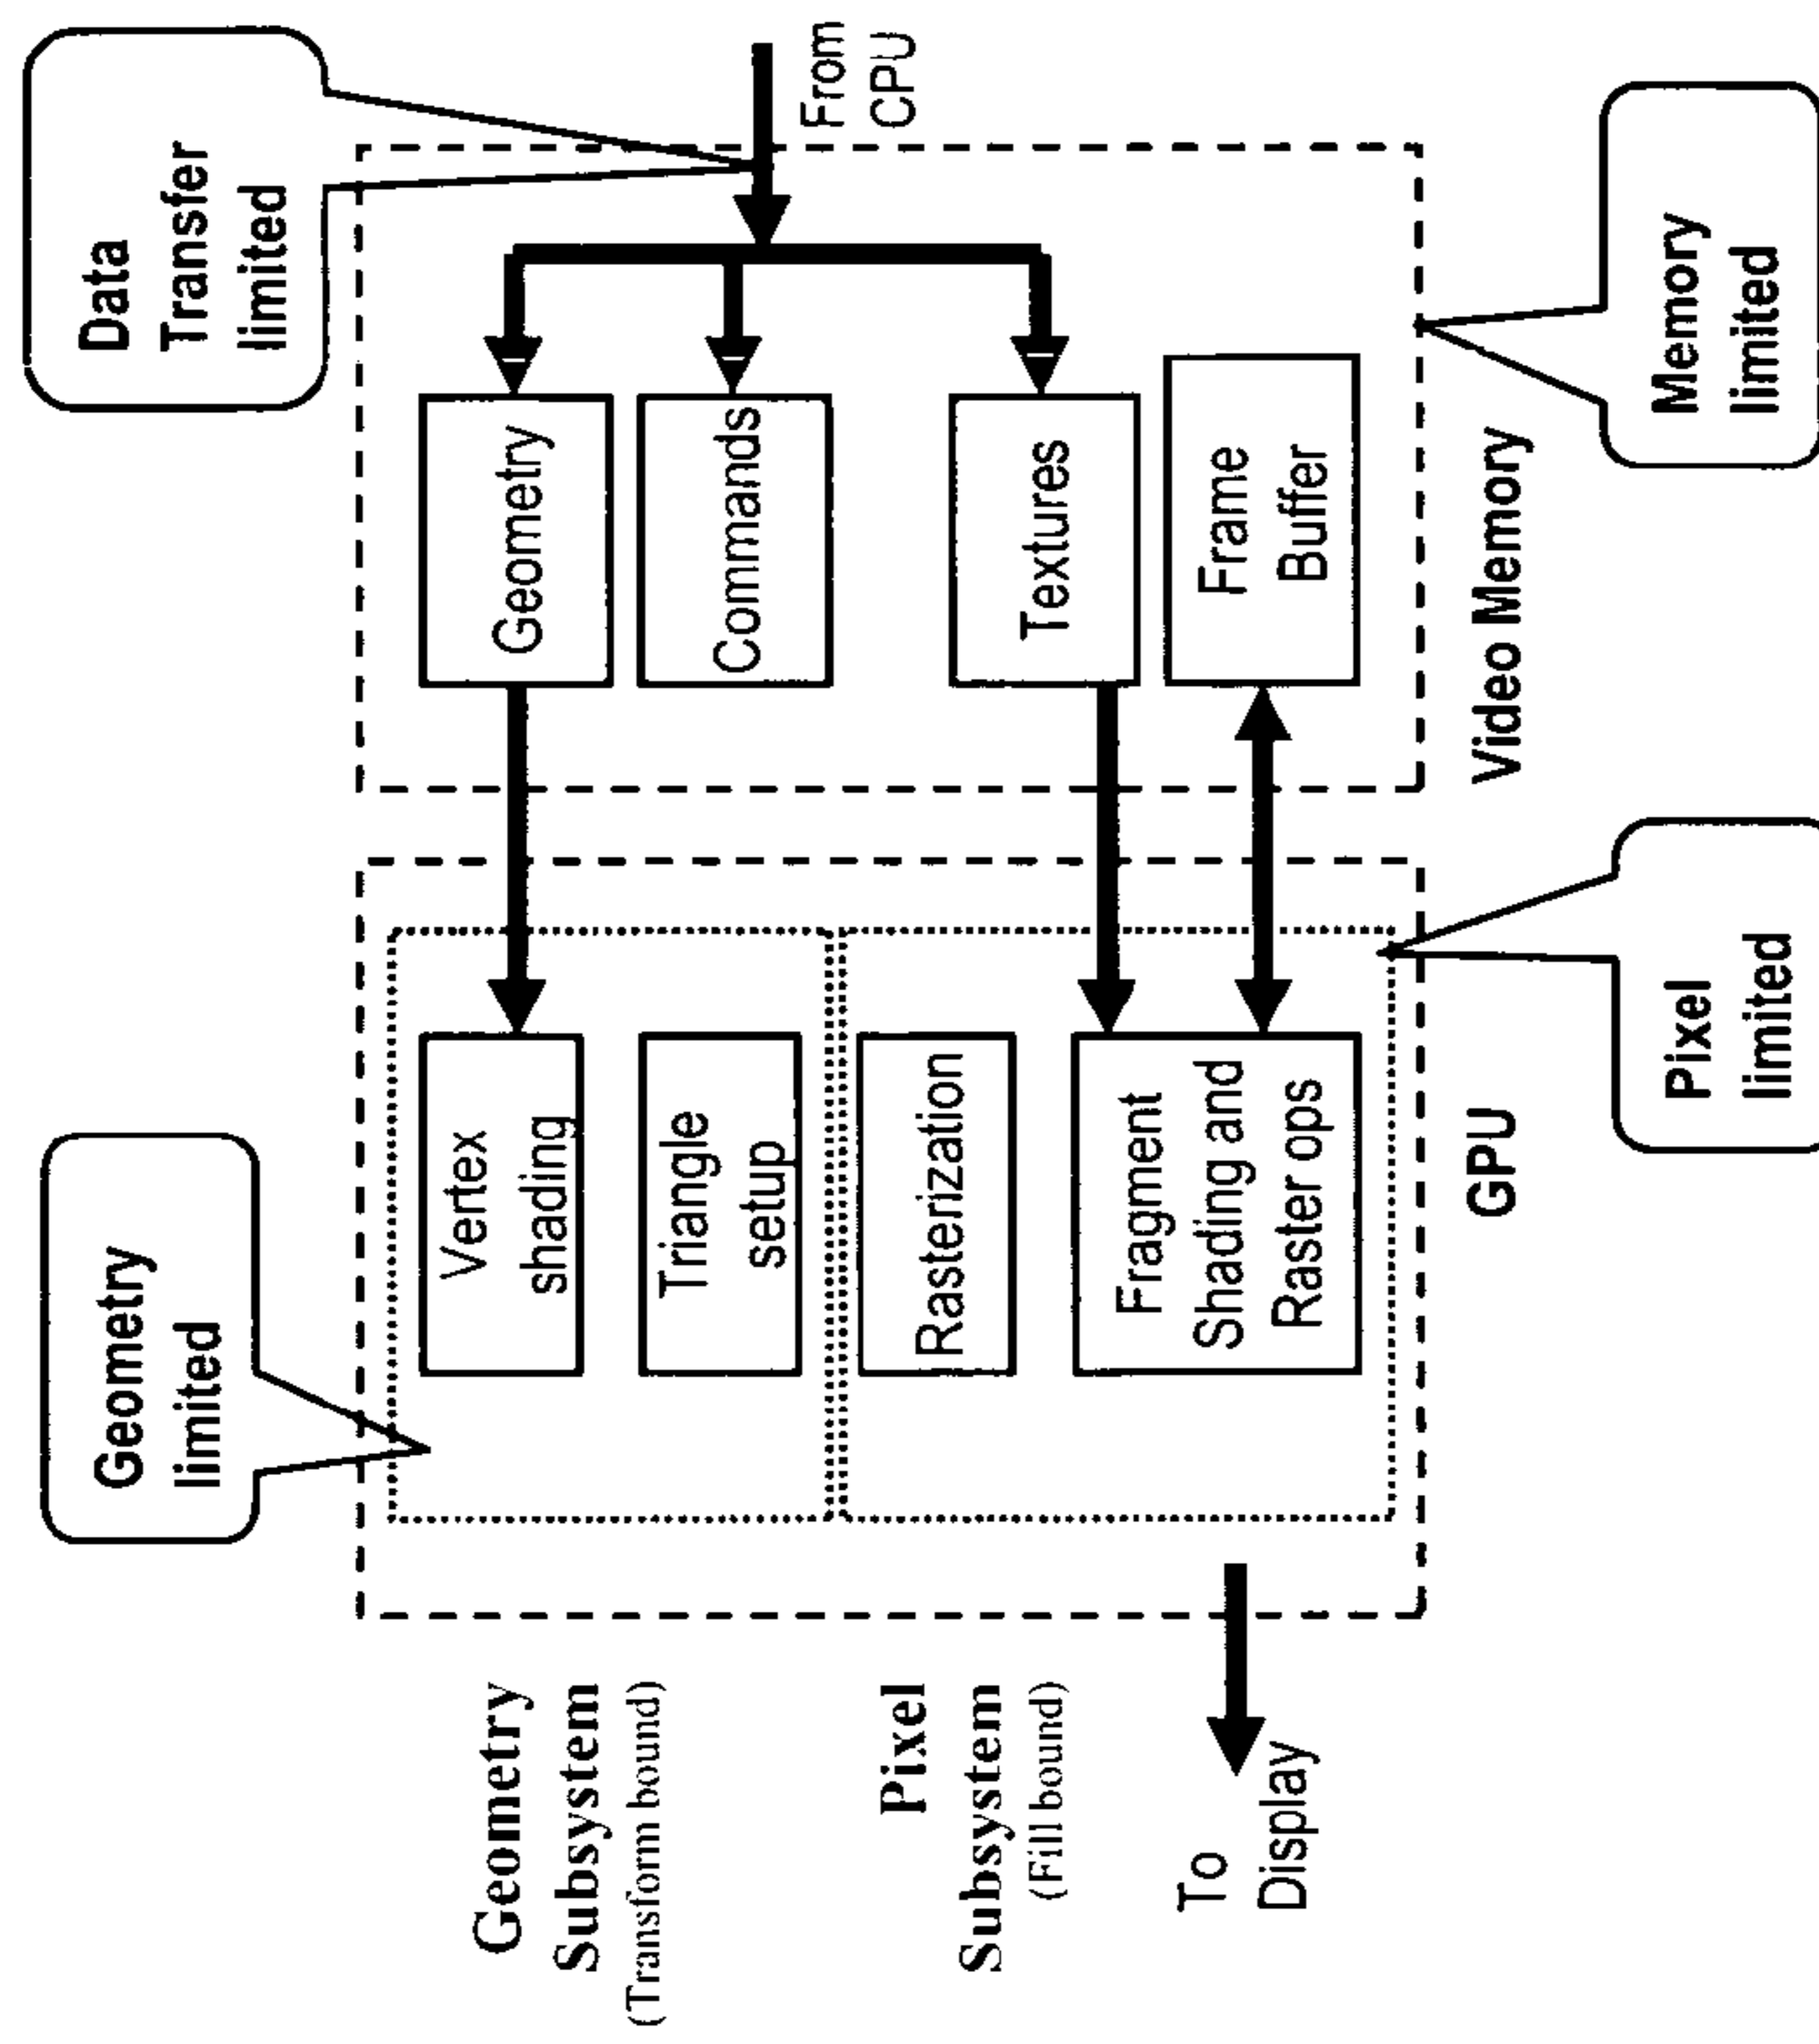 Data
Transfer
limited
From
CPU
Geometry
Commands
Textures
Frame
Buffer
Video Memory
Memory
limited
Geometry
limited
Vertex
shading
Triangle
setup
Rasterization
Fragment
Shading and
Raster ops
GPU
Pixel
limited
Geometry
Subsystem
(Transform bound)
Pixel
Subsystem
(Fill bound)
To
Display